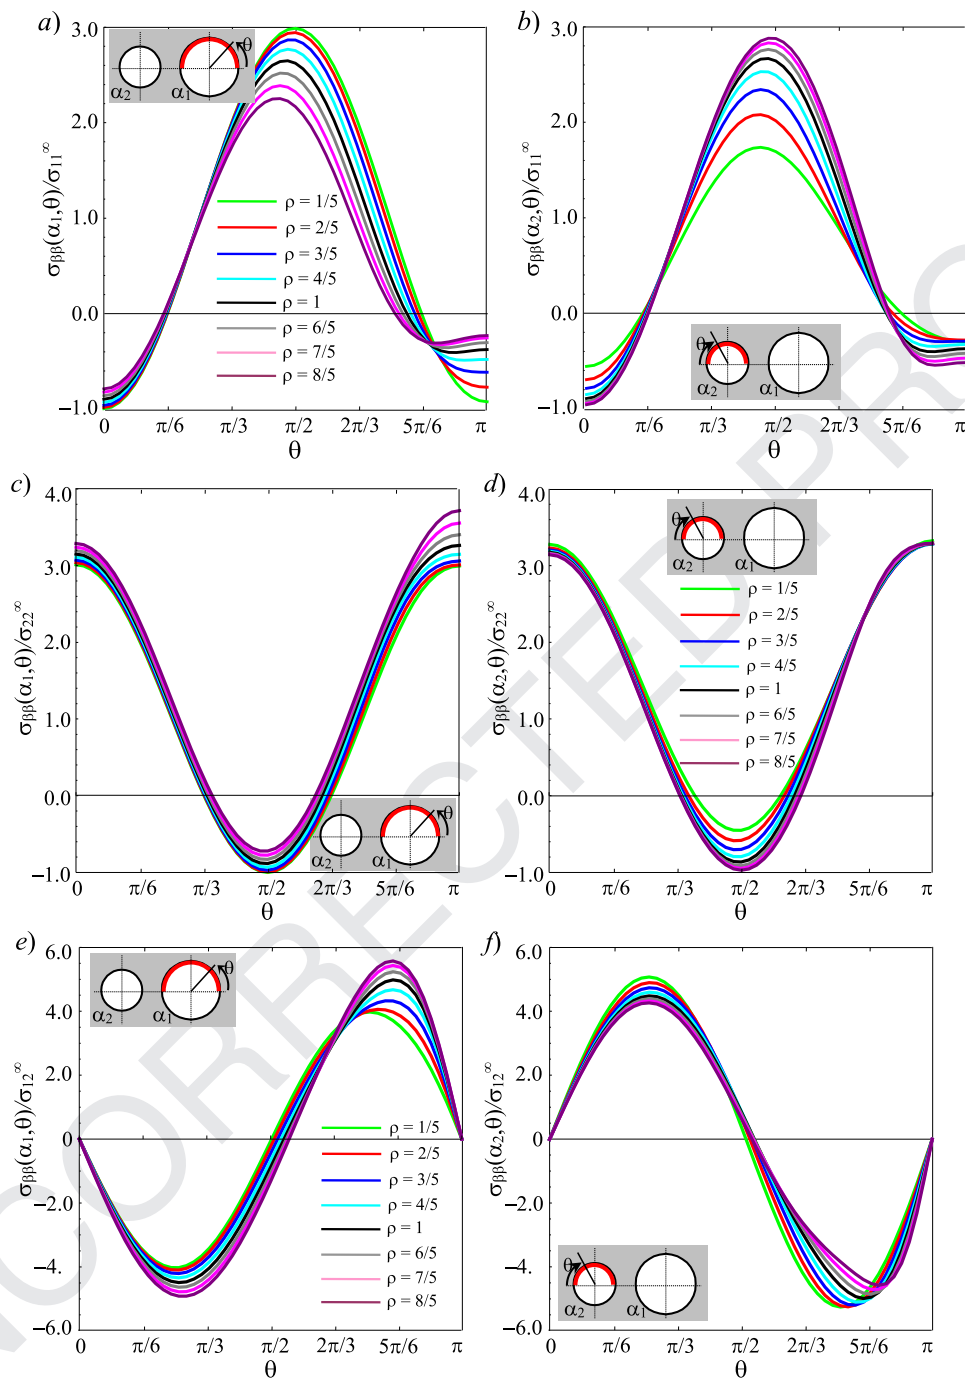 a)
3.0
2.0
1.0
0.0
−1.0
0 π/6 π/3 π/2 2π/3 5π/6 π
θ
σββ(α1,θ)/σ11∞
α2 α1 θ
ρ = 1/5
ρ = 2/5
ρ = 3/5
ρ = 4/5
ρ = 1
ρ = 6/5
ρ = 7/5
ρ = 8/5
b)
3.0
2.0
1.0
0.0
−1.0
0 π/6 π/3 π/2 2π/3 5π/6 π
θ
σββ(α2,θ)/σ11∞
θ α2 α1
c)
4.0
3.0
2.0
1.0
0.0
−1.0
0 π/6 π/3 π/2 2π/3 5π/6 π
θ
σββ(α1,θ)/σ22∞
α2 α1 θ
d)
4.0
3.0
2.0
1.0
0.0
−1.0
0 π/6 π/3 π/2 2π/3 5π/6 π
θ
σββ(α2,θ)/σ22∞
θ α2 α1
ρ = 1/5
ρ = 2/5
ρ = 3/5
ρ = 4/5
ρ = 1
ρ = 6/5
ρ = 7/5
ρ = 8/5
e)
6.0
4.0
2.0
0
−2.
−4.
−6.0
0 π/6 π/3 π/2 2π/3 5π/6 π
θ
σββ(α1,θ)/σ12∞
α2 α1 θ
ρ = 1/5
ρ = 2/5
ρ = 3/5
ρ = 4/5
ρ = 1
ρ = 6/5
ρ = 7/5
ρ = 8/5
f)
6.0
4.0
2.0
0
−2.
−4.
−6.0
0 π/6 π/3 π/2 2π/3 5π/6 π
θ
σββ(α2,θ)/σ12∞
θ α2 α1
NCORRECTED PRO